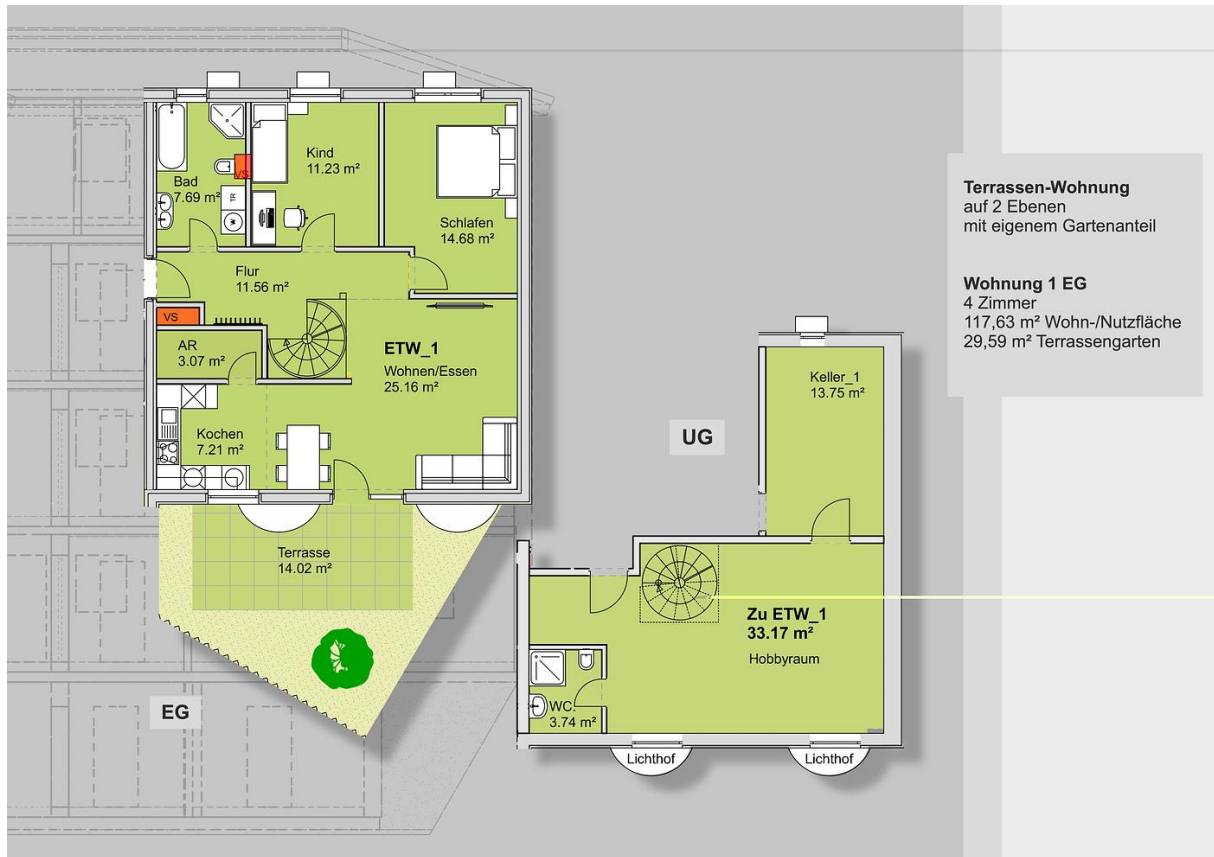 Kind
11.23 m²
Bad
7.69 m²
VS
TR
W
Schlafen
14.68 m²
Flur
11.56 m²
VS
AR
3.07 m²
ETW_1
Wohnen/Essen
25.16 m²
Kochen
7.21 m²
Terrasse
14.02 m²
EG
UG
Keller_1
13.75 m²
Zu ETW_1
33.17 m²
Hobbyraum
WC.
3.74 m²
Lichthof
Lichthof
Terrassen-Wohnung
auf 2 Ebenen
mit eigenem Gartenanteil
Wohnung 1 EG
4 Zimmer
117,63 m² Wohn-/Nutzfläche
29,59 m² Terrassengarten